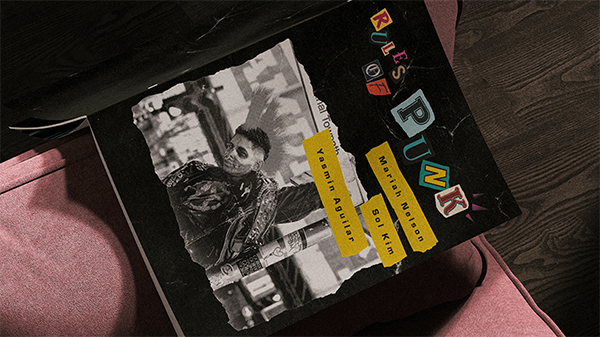 RULES
OF
PUNK!
Mariah Nelson
Sol Kim
Yasmin Aguilar